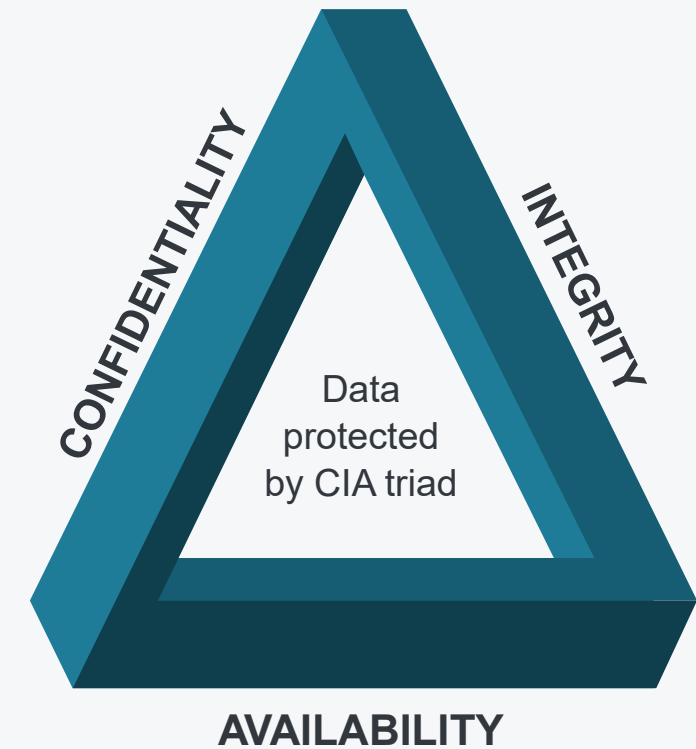 CONFIDENTIALITY
INTEGRITY
Data
protected
by CIA triad
AVAILABILITY